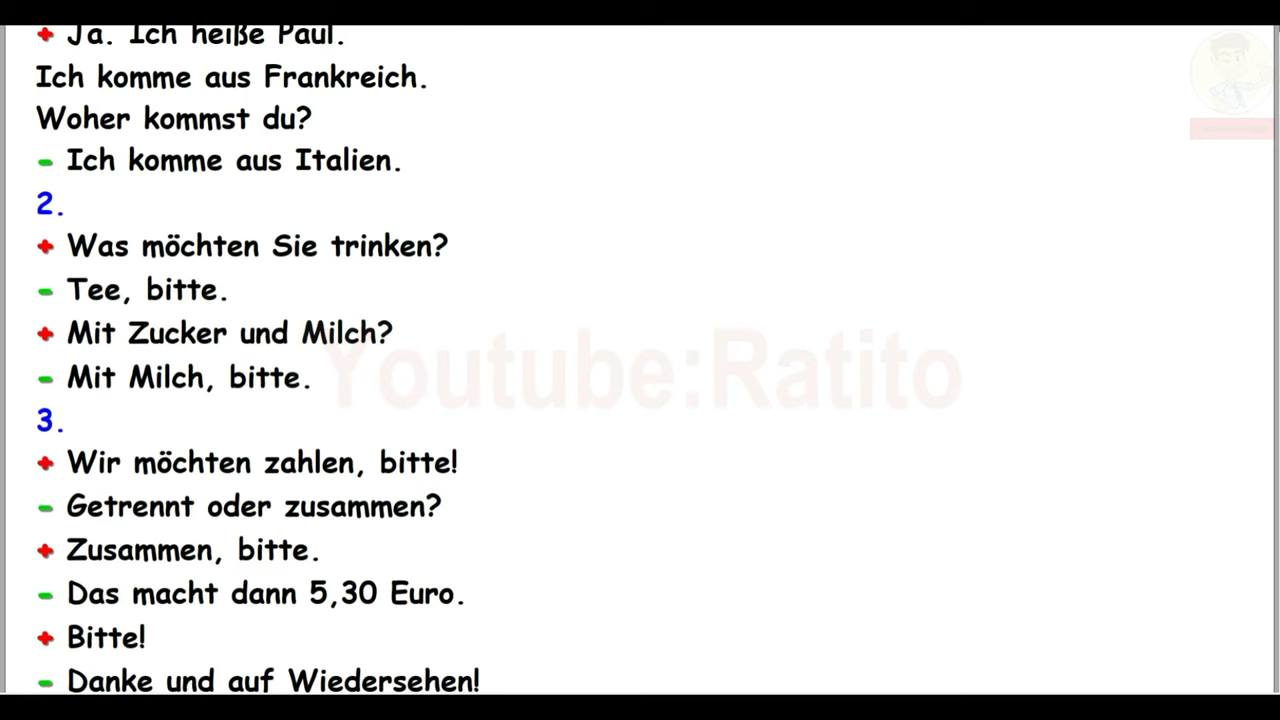 + Ja. Ich heiße Paul.
Ich komme aus Frankreich.
Woher kommst du?
- Ich komme aus Italien.
2.
+ Was möchten Sie trinken?
- Tee, bitte.
+ Mit Zucker und Milch?
- Mit Milch, bitte.
Youtube:Ratito
3.
+ Wir möchten zahlen, bitte!
- Getrennt oder zusammen?
+ Zusammen, bitte.
- Das macht dann 5,30 Euro.
+ Bitte!
- Danke und auf Wiedersehen!